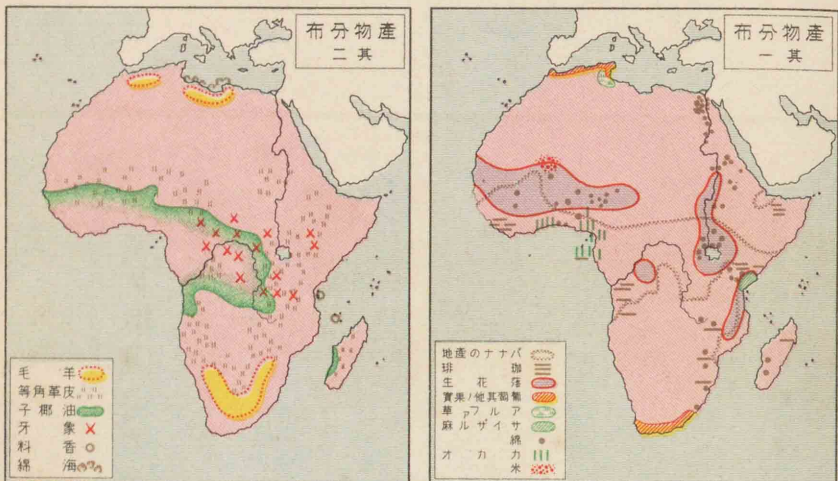 產物分布
其一
バナナの產地
珈琲
落花生
葡萄其他ノ果實
アルファ草
サイザル麻
綿
カカオ
米
產物分布
其二
羊毛
皮革角等
油椰子
象牙
香料
海綿